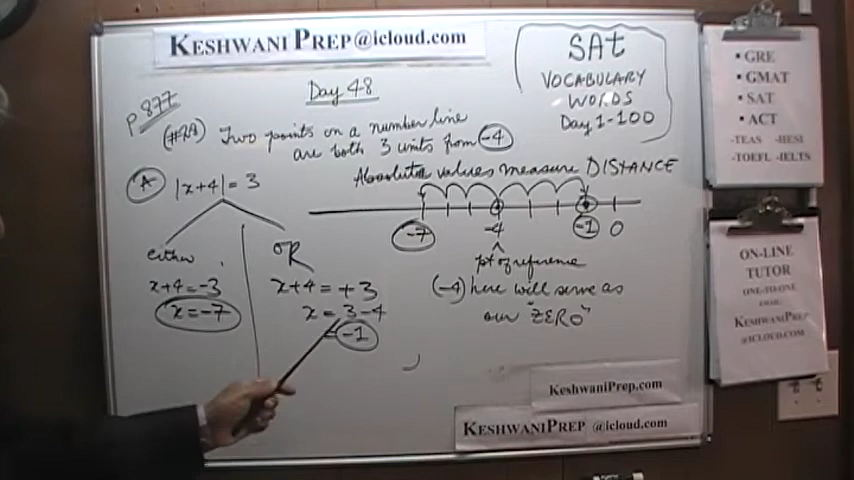 KESHWANI PREP@icloud.com
Day 48
P. 877
(#28) Two points on a number line
are both 3 units from -4
Absolute values measure DISTANCE
A |x+4| = 3
-7 -4 -1 0
pt of reference
(-4) here will serve as
our "ZERO"
either
x+4 = -3
x = -7
OR
x+4 = +3
x = 3-4
= -1
SAt
VOCABULARY
WORDS
Day 1-100
• GRE
• GMAT
• SAT
• ACT
-TEAS -HESI
-TOEFL -IELTS
ON-LINE
TUTOR
ONE-TO-ONE
EMAIL:
KESHWANIPREP
@ICLOUD.COM
KESHWANIPREP.com
KESHWANIPREP @icloud.com